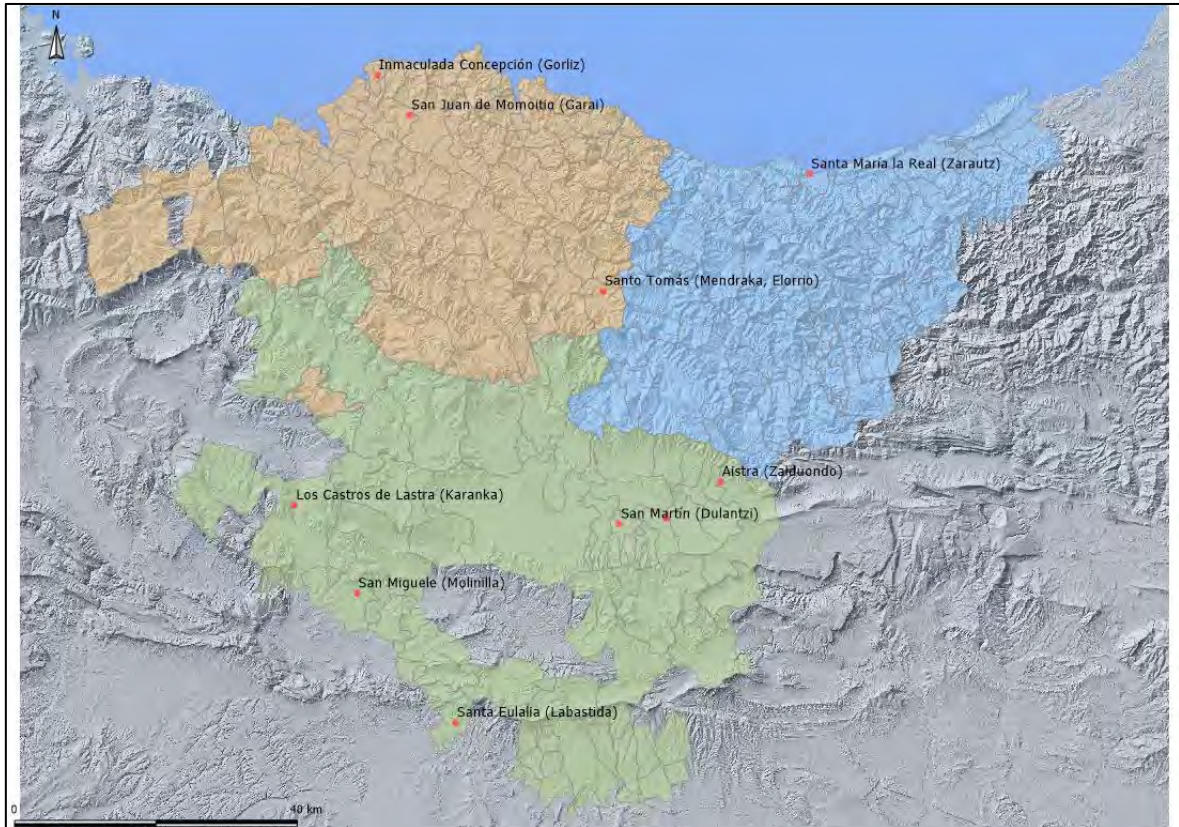 N
Inmaculada Concepción (Gorliz)
San Juan de Momoitio (Garai)
Santa María la Real (Zarautz)
Santo Tomás (Mendraka, Elorrio)
Aistra (Zalduondo)
Los Castros de Lastra (Karanka)
San Martín (Dulantzi)
San Miguele (Molinilla)
Santa Eulalia (Labastida)
0
40 km